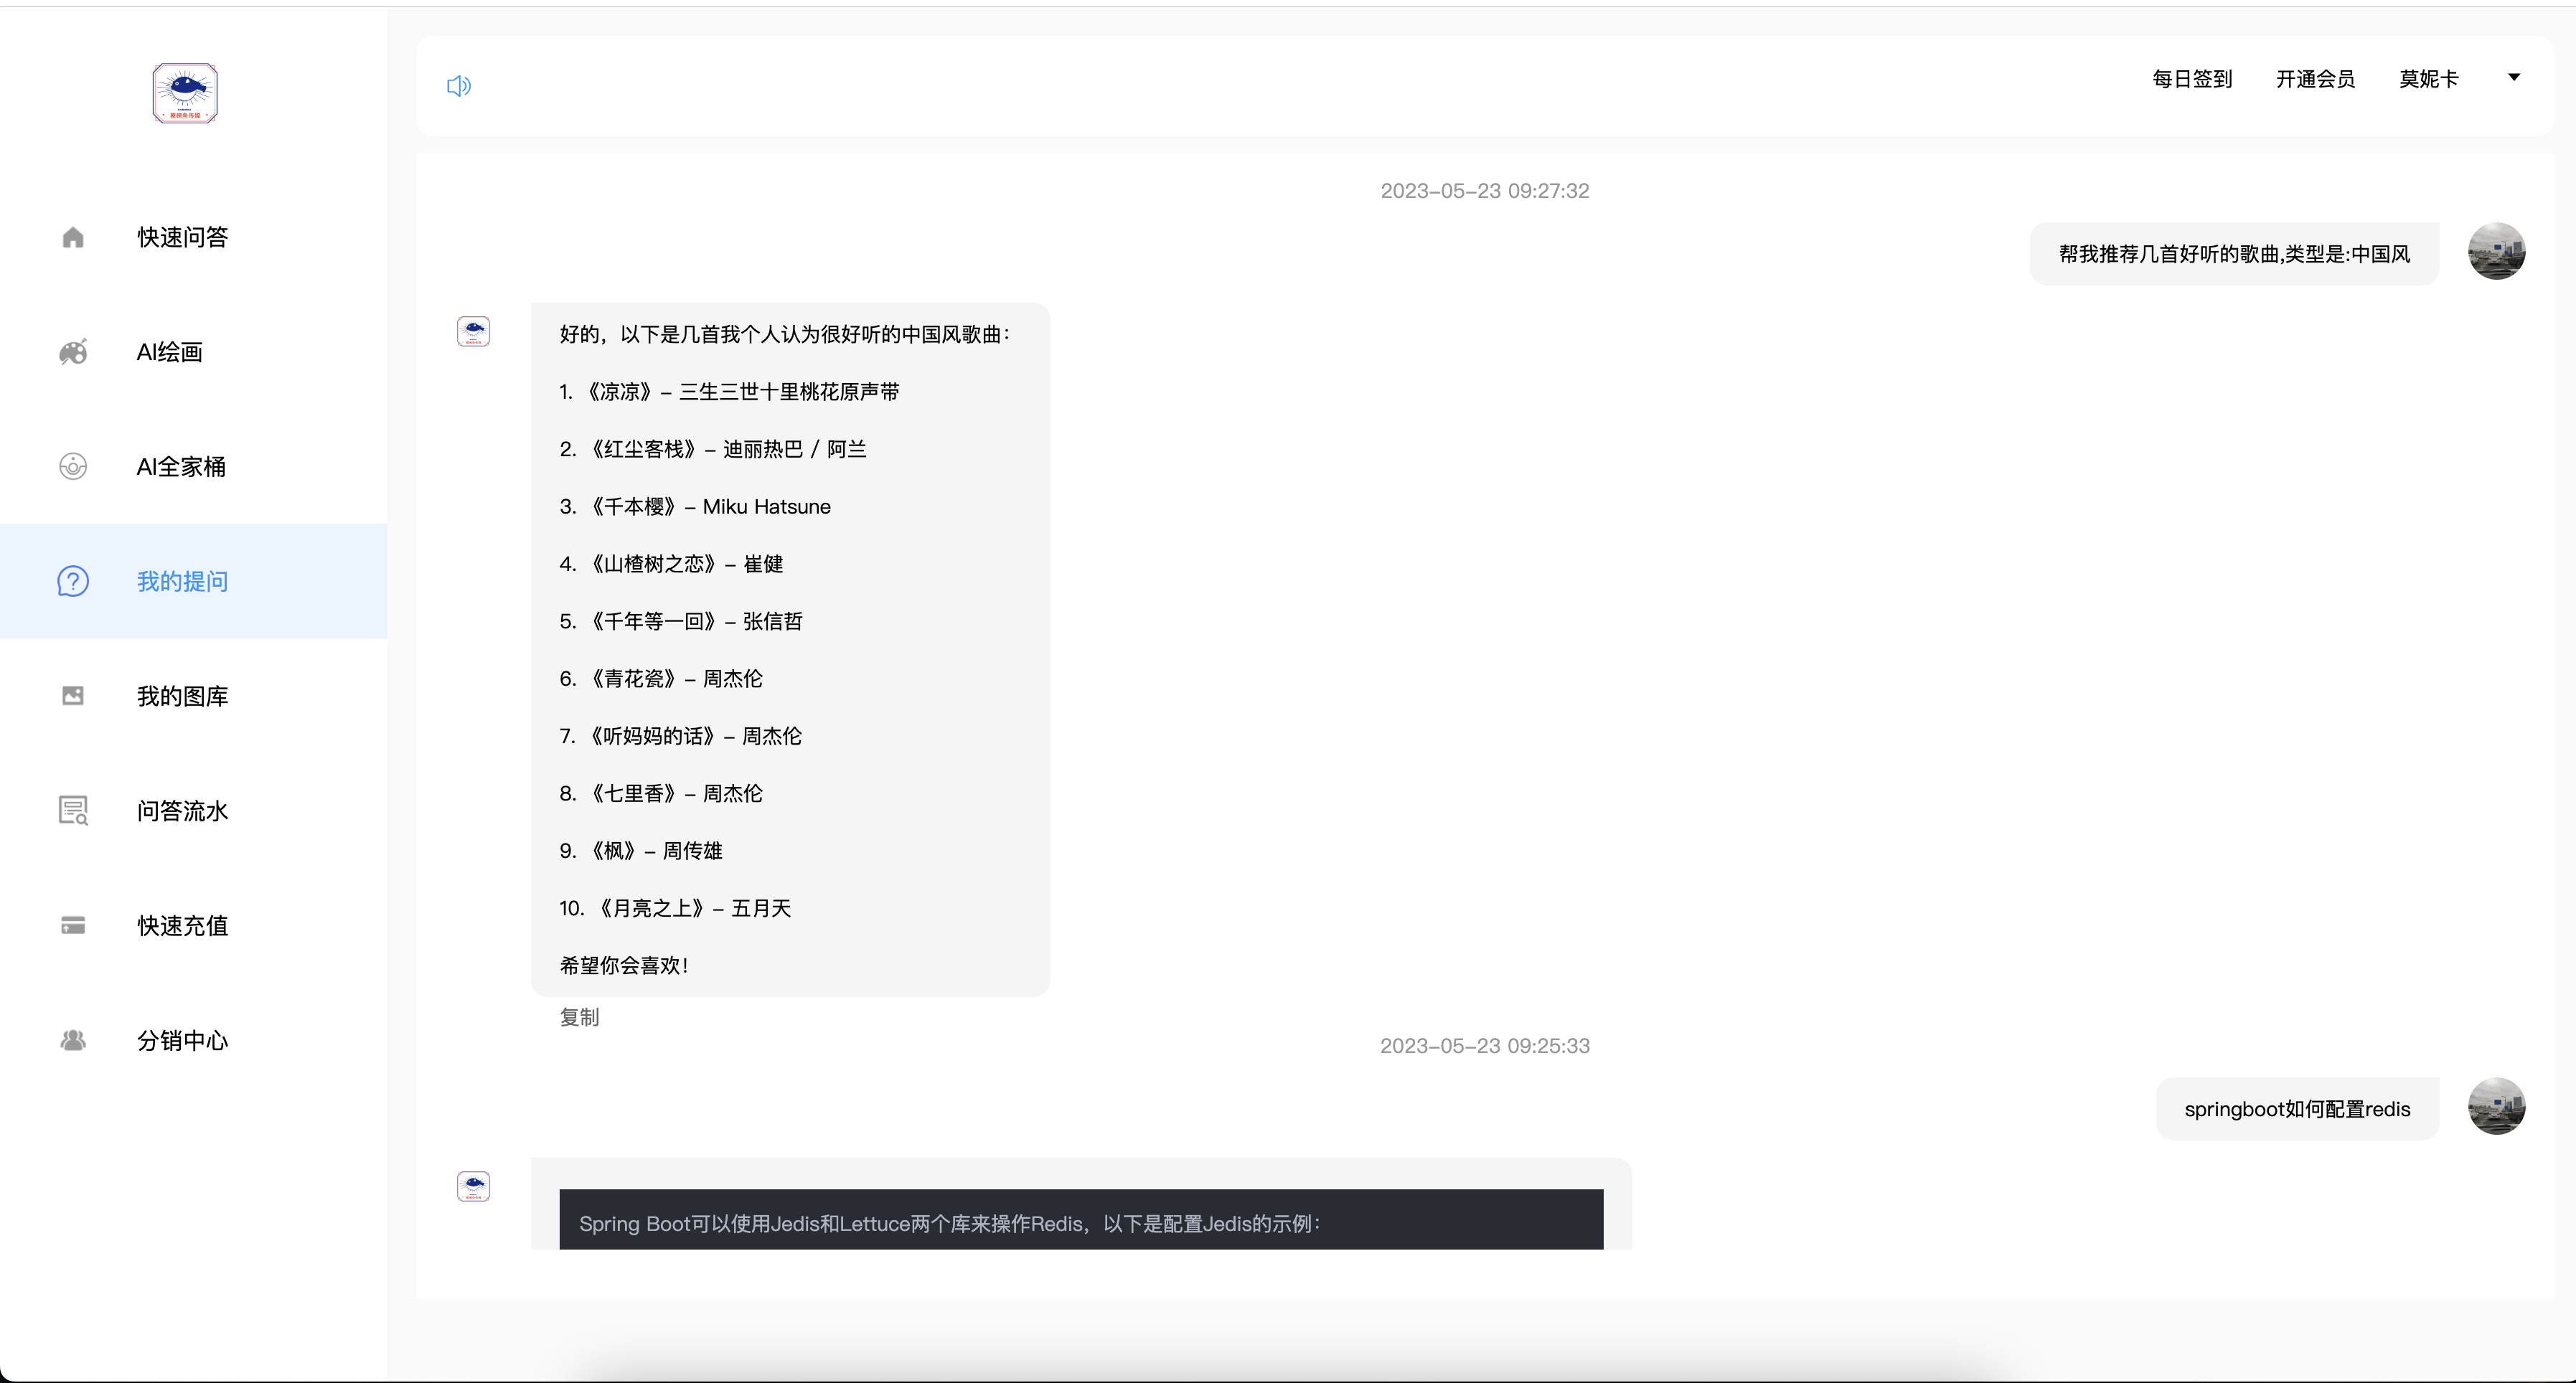 每日签到 开通会员 莫妮卡
快速问答
AI绘画
AI全家桶
我的提问
我的图库
问答流水
快速充值
分销中心
2023-05-23 09:27:32
帮我推荐几首好听的歌曲,类型是:中国风
好的，以下是几首我个人认为很好听的中国风歌曲：
1. 《凉凉》- 三生三世十里桃花原声带
2. 《红尘客栈》- 迪丽热巴 / 阿兰
3. 《千本樱》- Miku Hatsune
4. 《山楂树之恋》- 崔健
5. 《千年等一回》- 张信哲
6. 《青花瓷》- 周杰伦
7. 《听妈妈的话》- 周杰伦
8. 《七里香》- 周杰伦
9. 《枫》- 周传雄
10. 《月亮之上》- 五月天
希望你会喜欢！
复制
2023-05-23 09:25:33
springboot如何配置redis
Spring Boot可以使用Jedis和Lettuce两个库来操作Redis，以下是配置Jedis的示例：